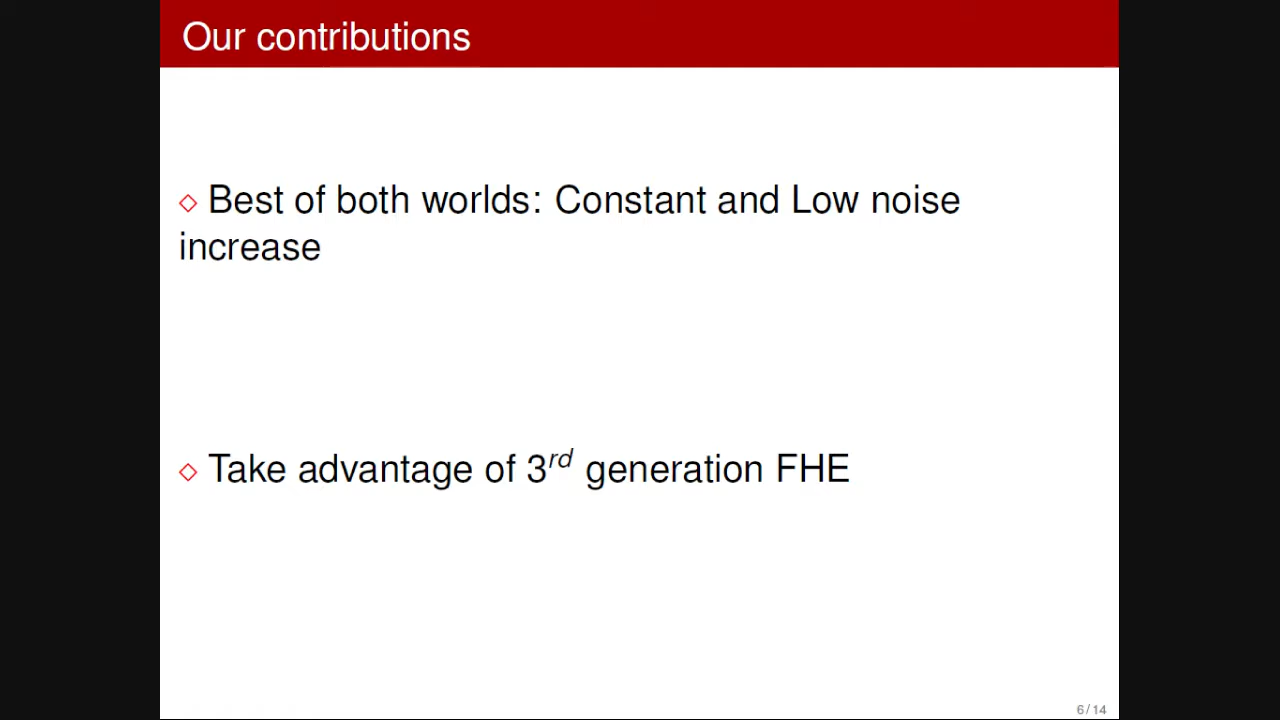 Our contributions
◇ Best of both worlds: Constant and Low noise
increase
◇ Take advantage of 3rd generation FHE
6 / 14